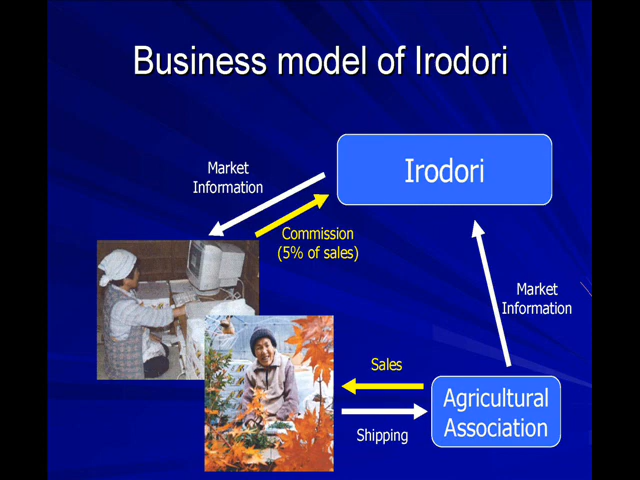 Business model of Irodori
Irodori
Market
Information
Commission
(5% of sales)
Market
Information
Sales
Agricultural
Association
Shipping